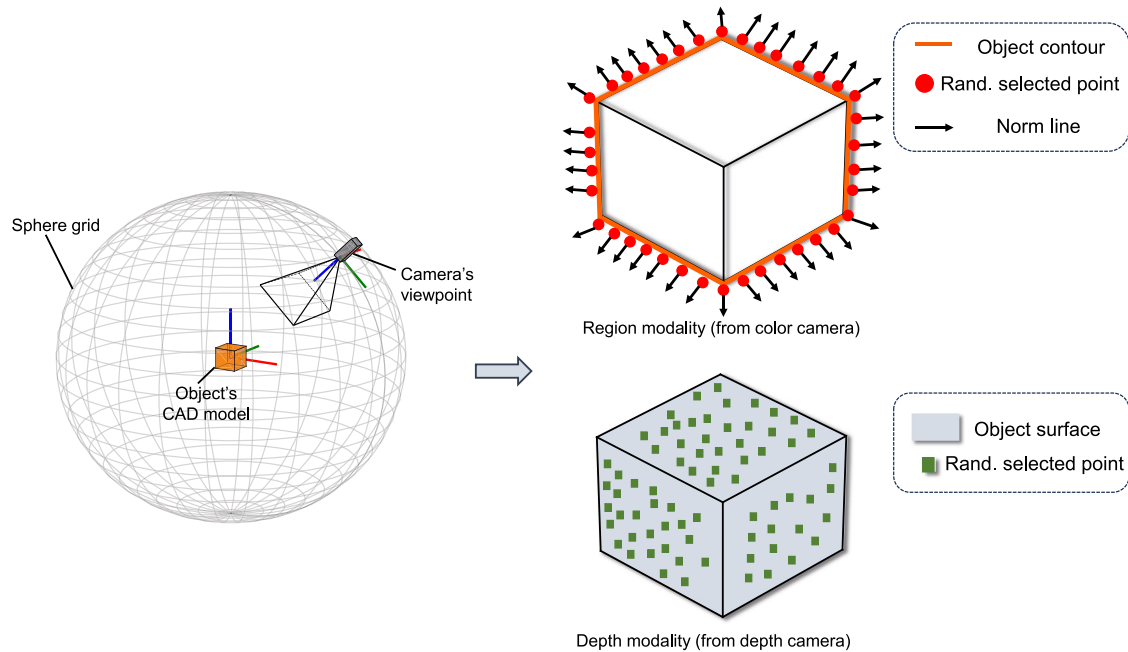 Sphere grid
Camera's
viewpoint
Object's
CAD model
Object contour
Rand. selected point
Norm line
Region modality (from color camera)
Object surface
Rand. selected point
Depth modality (from depth camera)